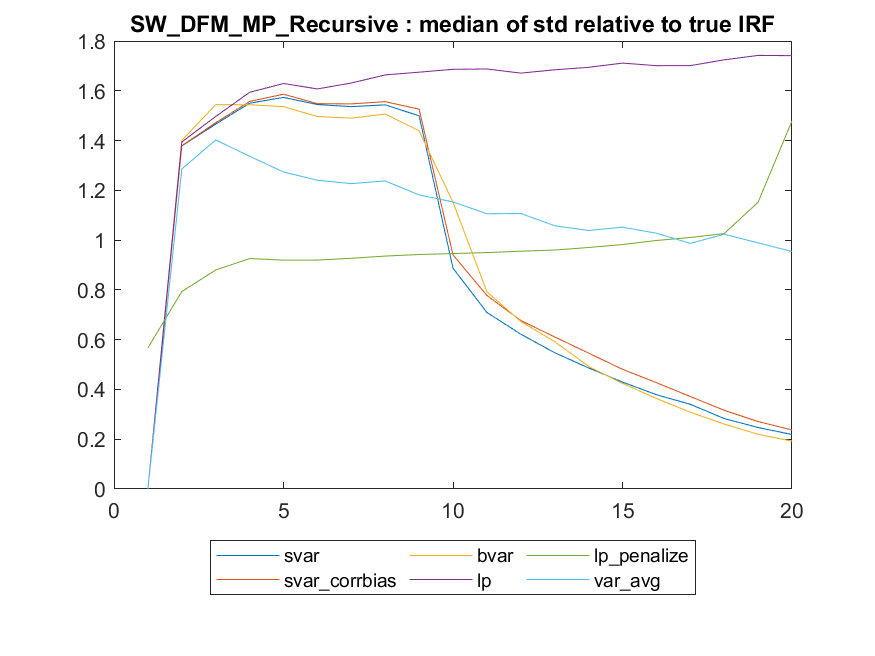 SW_DFM_MP_Recursive : median of std relative to true IRF
1.8
1.6
1.4
1.2
1
0.8
0.6
0.4
0.2
0
0 5 10 15 20
svar bvar lp_penalize
svar_corrbias lp var_avg